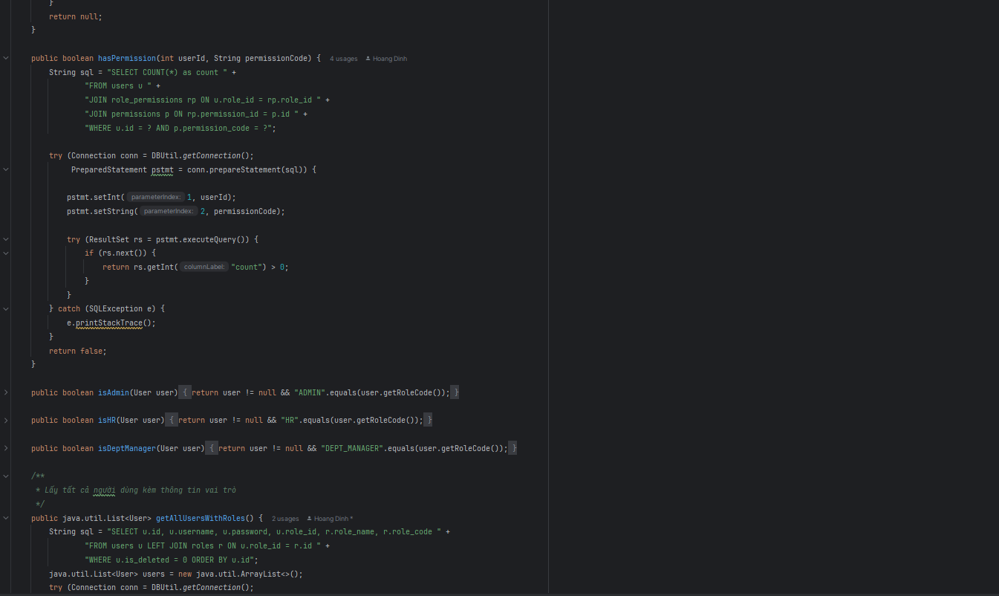 }
return null;
}
public boolean hasPermission(int userId, String permissionCode) { 4 usages Hoang Dinh
String sql = "SELECT COUNT(*) as count " +
"FROM users u " +
"JOIN role_permissions rp ON u.role_id = rp.role_id " +
"JOIN permissions p ON rp.permission_id = p.id " +
"WHERE u.id = ? AND p.permission_code = ?";
try (Connection conn = DBUtil.getConnection();
PreparedStatement pstmt = conn.prepareStatement(sql)) {
pstmt.setInt( parameterIndex: 1, userId);
pstmt.setString( parameterIndex: 2, permissionCode);
try (ResultSet rs = pstmt.executeQuery()) {
if (rs.next()) {
return rs.getInt( columnLabel: "count") > 0;
}
}
} catch (SQLException e) {
e.printStackTrace();
}
return false;
}
public boolean isAdmin(User user) { return user != null && "ADMIN".equals(user.getRoleCode()); }
public boolean isHR(User user) { return user != null && "HR".equals(user.getRoleCode()); }
public boolean isDeptManager(User user) { return user != null && "DEPT_MANAGER".equals(user.getRoleCode()); }
/**
* Lấy tất cả người dùng kèm thông tin vai trò
*/
public java.util.List<User> getAllUsersWithRoles() { 2 usages Hoang Dinh *
String sql = "SELECT u.id, u.username, u.password, u.role_id, r.role_name, r.role_code " +
"FROM users u LEFT JOIN roles r ON u.role_id = r.id " +
"WHERE u.is_deleted = 0 ORDER BY u.id";
java.util.List<User> users = new java.util.ArrayList<>();
try (Connection conn = DBUtil.getConnection();